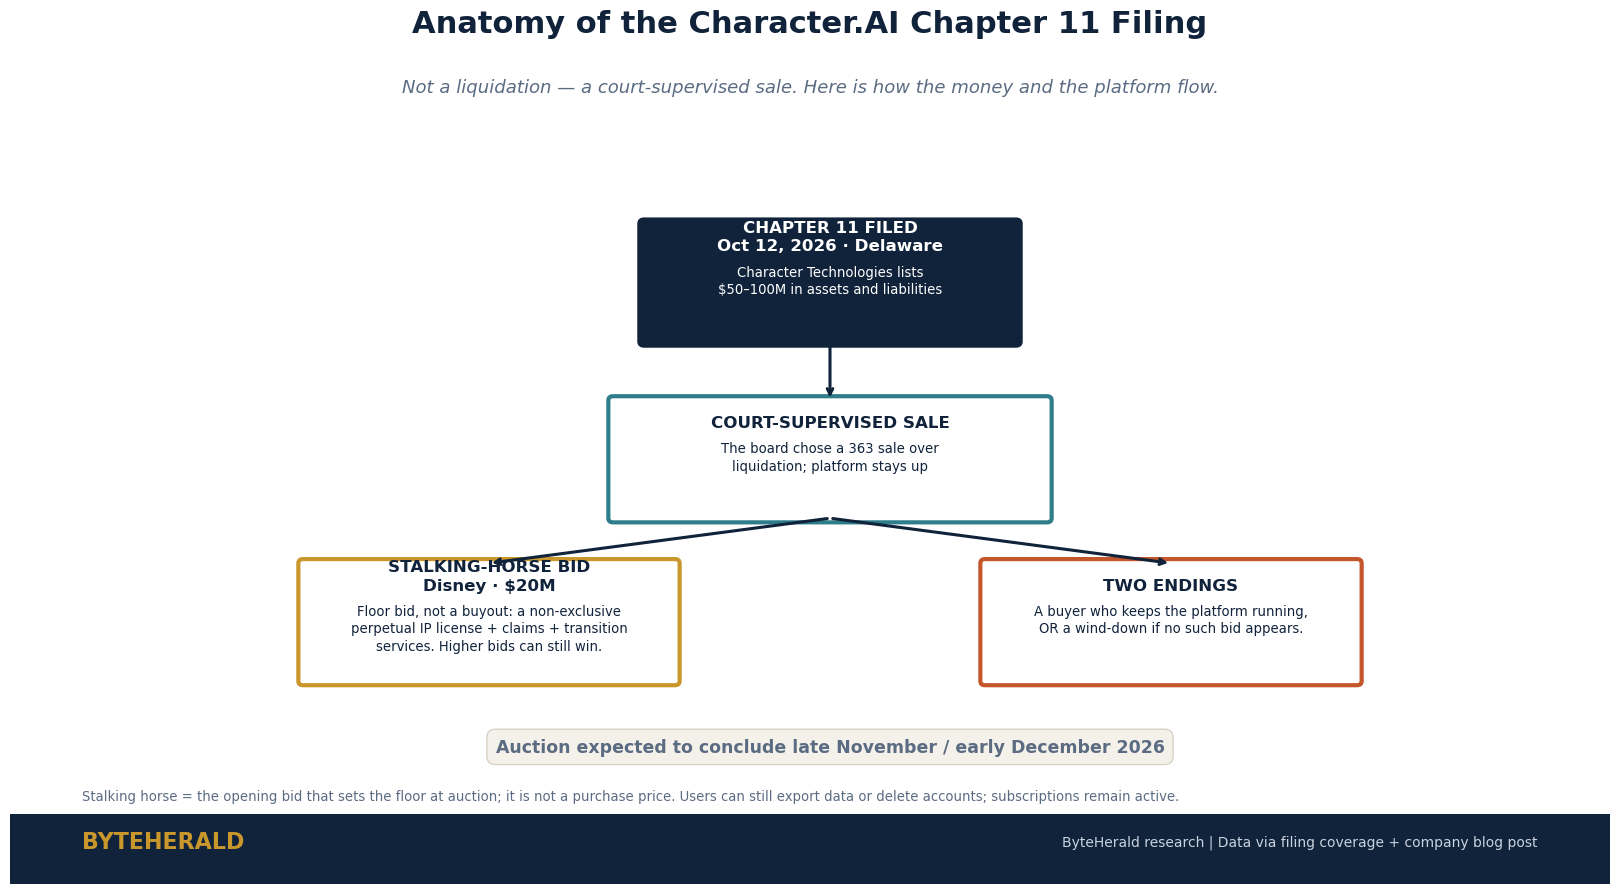 Anatomy of the Character.AI Chapter 11 Filing
Not a liquidation — a court-supervised sale. Here is how the money and the platform flow.
CHAPTER 11 FILED
Oct 12, 2026 · Delaware
Character Technologies lists
$50–100M in assets and liabilities
COURT-SUPERVISED SALE
The board chose a 363 sale over
liquidation; platform stays up
STALKING-HORSE BID
Disney · $20M
Floor bid, not a buyout: a non-exclusive
perpetual IP license + claims + transition
services. Higher bids can still win.
TWO ENDINGS
A buyer who keeps the platform running,
OR a wind-down if no such bid appears.
Auction expected to conclude late November / early December 2026
Stalking horse = the opening bid that sets the floor at auction; it is not a purchase price. Users can still export data or delete accounts; subscriptions remain active.
BYTEHERALD
ByteHerald research | Data via filing coverage + company blog post